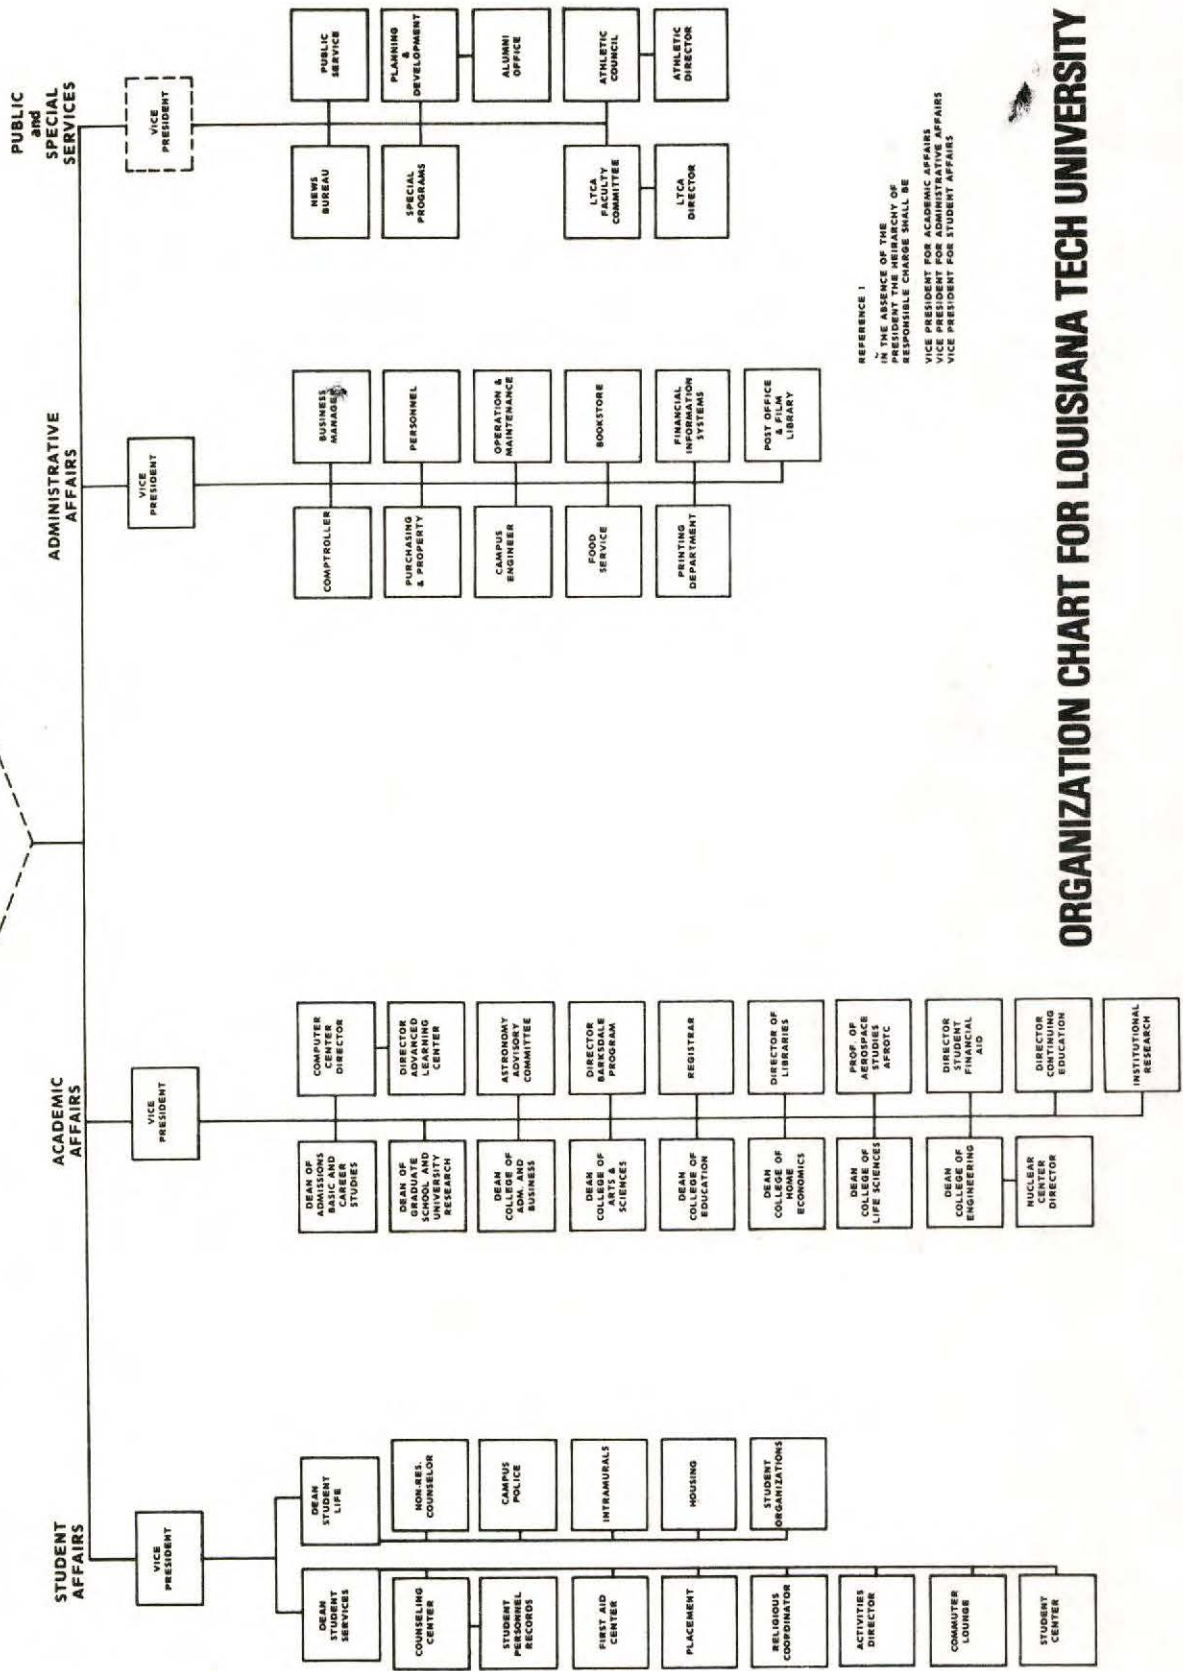 STUDENT
AFFAIRS
VICE
PRESIDENT
DEAN
STUDENT
SERVICES
COUNSELING
CENTER
STUDENT
PERSONNEL
RECORDS
FIRST AID
CENTER
PLACEMENT
RELIGIOUS
COORDINATOR
ACTIVITIES
DIRECTOR
COMMUTER
LOUNGE
STUDENT
CENTER
DEAN
STUDENT
LIFE
NON-RES.
COUNSELOR
CAMPUS
POLICE
INTRAMURALS
HOUSING
STUDENT
ORGANIZATIONS
ACADEMIC
AFFAIRS
VICE
PRESIDENT
DEAN OF
ADMISSIONS
BASIC AND
CAREER
STUDIES
DEAN OF
GRADUATE
SCHOOL AND
UNIVERSITY
RESEARCH
DEAN
COLLEGE OF
ADM. AND
BUSINESS
DEAN
COLLEGE OF
ARTS &
SCIENCES
DEAN
COLLEGE OF
EDUCATION
DEAN
COLLEGE OF
HOME
ECONOMICS
DEAN
COLLEGE OF
LIFE SCIENCES
DEAN
COLLEGE OF
ENGINEERING
NUCLEAR
CENTER
DIRECTOR
COMPUTER
CENTER
DIRECTOR
DIRECTOR
ADVANCED
LEARNING
CENTER
ASTRONOMY
ADVISORY
COMMITTEE
DIRECTOR
BARKSDALE
PROGRAM
REGISTRAR
DIRECTOR OF
LIBRARIES
PROF. OF
AEROSPACE
STUDIES
AFROTC
DIRECTOR
STUDENT
FINANCIAL
AID
DIRECTOR
CONTINUING
EDUCATION
INSTITUTIONAL
RESEARCH
ADMINISTRATIVE
AFFAIRS
VICE
PRESIDENT
COMPTROLLER
PURCHASING
& PROPERTY
CAMPUS
ENGINEER
FOOD
SERVICE
PRINTING
DEPARTMENT
BUSINESS
MANAGER
PERSONNEL
OPERATION &
MAINTENANCE
BOOKSTORE
FINANCIAL
INFORMATION
SYSTEMS
POST OFFICE
& FILM
LIBRARY
PUBLIC
and
SPECIAL
SERVICES
VICE
PRESIDENT
NEWS
BUREAU
SPECIAL
PROGRAMS
LTCA
FACULTY
COMMITTEE
LTCA
DIRECTOR
PUBLIC
SERVICE
PLANNING
&
DEVELOPMENT
ALUMNI
OFFICE
ATHLETIC
COUNCIL
ATHLETIC
DIRECTOR
REFERENCE 1
IN THE ABSENCE OF THE
PRESIDENT THE HEIRARCHY OF
RESPONSIBLE CHARGE SHALL BE
VICE PRESIDENT FOR ACADEMIC AFFAIRS
VICE PRESIDENT FOR ADMINISTRATIVE AFFAIRS
VICE PRESIDENT FOR STUDENT AFFAIRS
ORGANIZATION CHART FOR LOUISIANA TECH UNIVERSITY